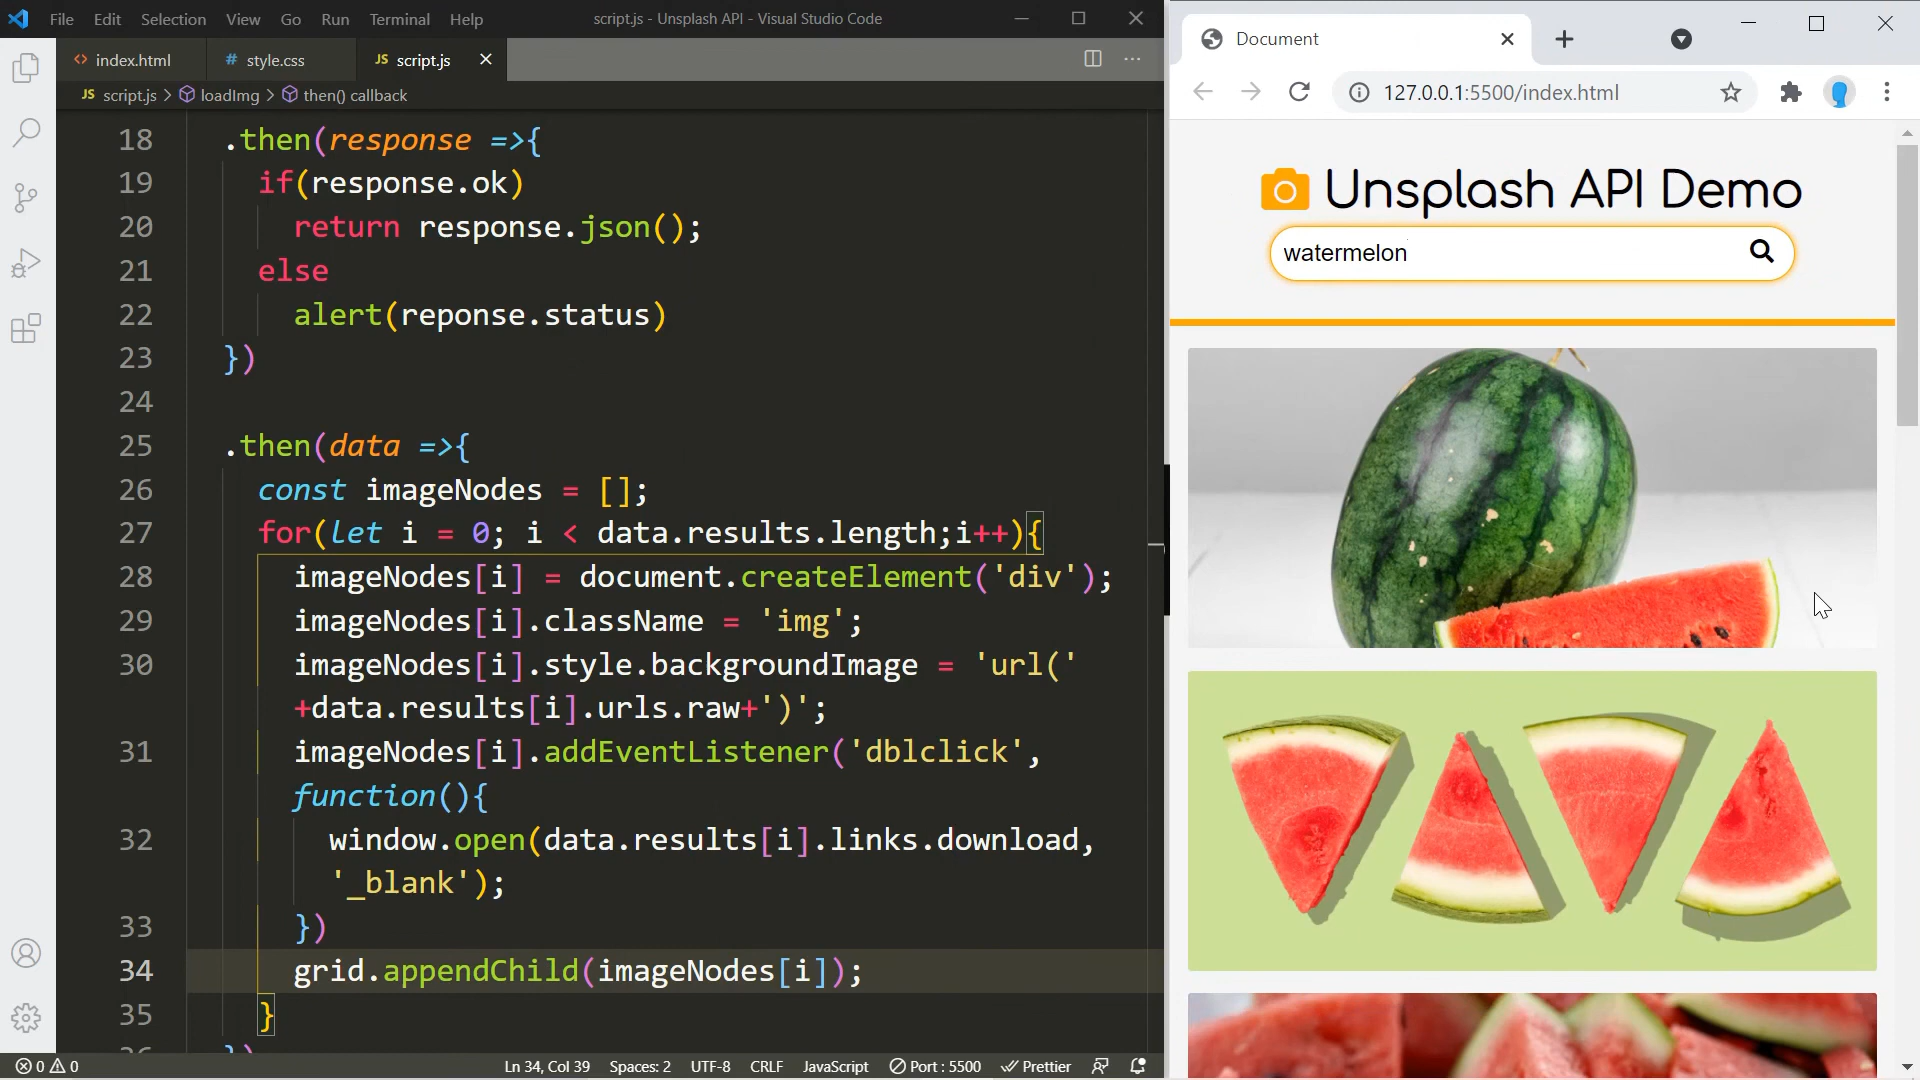 File Edit Selection View Go Run Terminal Help
script.js - Unsplash API - Visual Studio Code
<> index.html
# style.css
JS script.js
JS script.js > loadImg > then() callback
18 .then(response =>{
19 if(response.ok)
20 return response.json();
21 else
22 alert(reponse.status)
23 })
24
25 .then(data =>{
26 const imageNodes = [];
27 for(let i = 0; i < data.results.length;i++){
28 imageNodes[i] = document.createElement('div');
29 imageNodes[i].className = 'img';
30 imageNodes[i].style.backgroundImage = 'url('
+data.results[i].urls.raw+')';
31 imageNodes[i].addEventListener('dblclick',
function(){
32 window.open(data.results[i].links.download,
'_blank');
33 })
34 grid.appendChild(imageNodes[i]);
35 }
0 0
Ln 34, Col 39 Spaces: 2 UTF-8 CRLF JavaScript Port : 5500 Prettier
Document
127.0.0.1:5500/index.html
Unsplash API Demo
watermelon